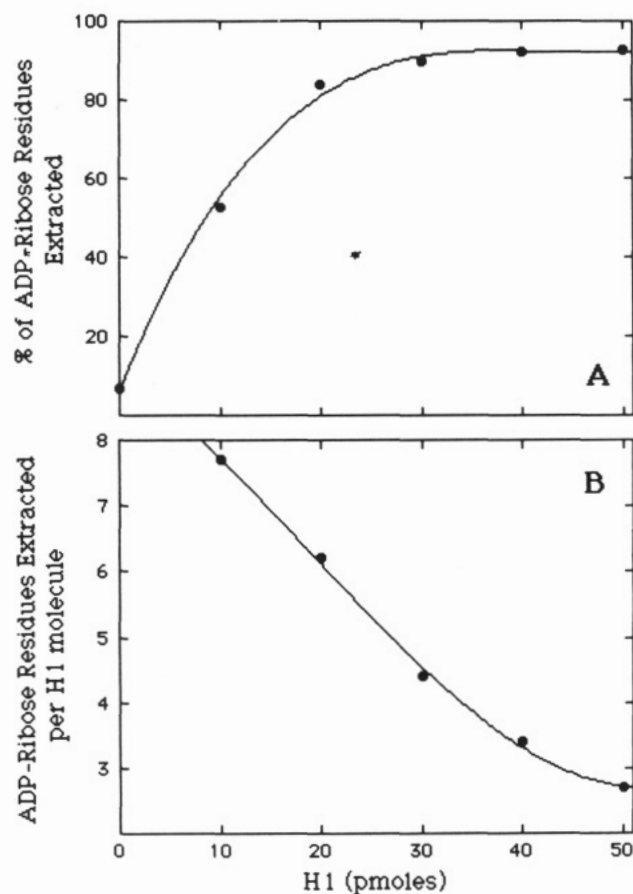 100
80
60
40
20
% of ADP-Ribose Residues
Extracted
A
8
7
6
5
4
3
ADP-Ribose Residues Extracted
per H1 molecule
B
0 10 20 30 40 50
H1 (pmoles)